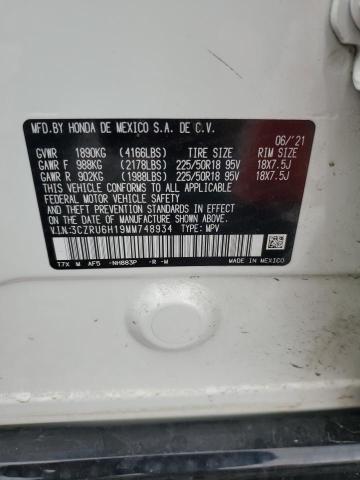 MFD.BY HONDA DE MEXICO S.A. DE C.V. 06/'21
GVWR 1890KG (4166LBS) TIRE SIZE RIM SIZE
GAWR F 988KG (2178LBS) 225/50R18 95V 18X7.5J
GAWR R 902KG (1988LBS) 225/50R18 95V 18X7.5J
THIS VEHICLE CONFORMS TO ALL APPLICABLE
FEDERAL MOTOR VEHICLE SAFETY AND THEFT
PREVENTION STANDARDS IN EFFECT ON THE DATE OF
MANUFACTURE SHOWN ABOVE.
V.I.N:3CZRU6H19MM748934 TYPE: MPV
T7X M AF5 -NH883P -R -M
MADE IN MEXICO